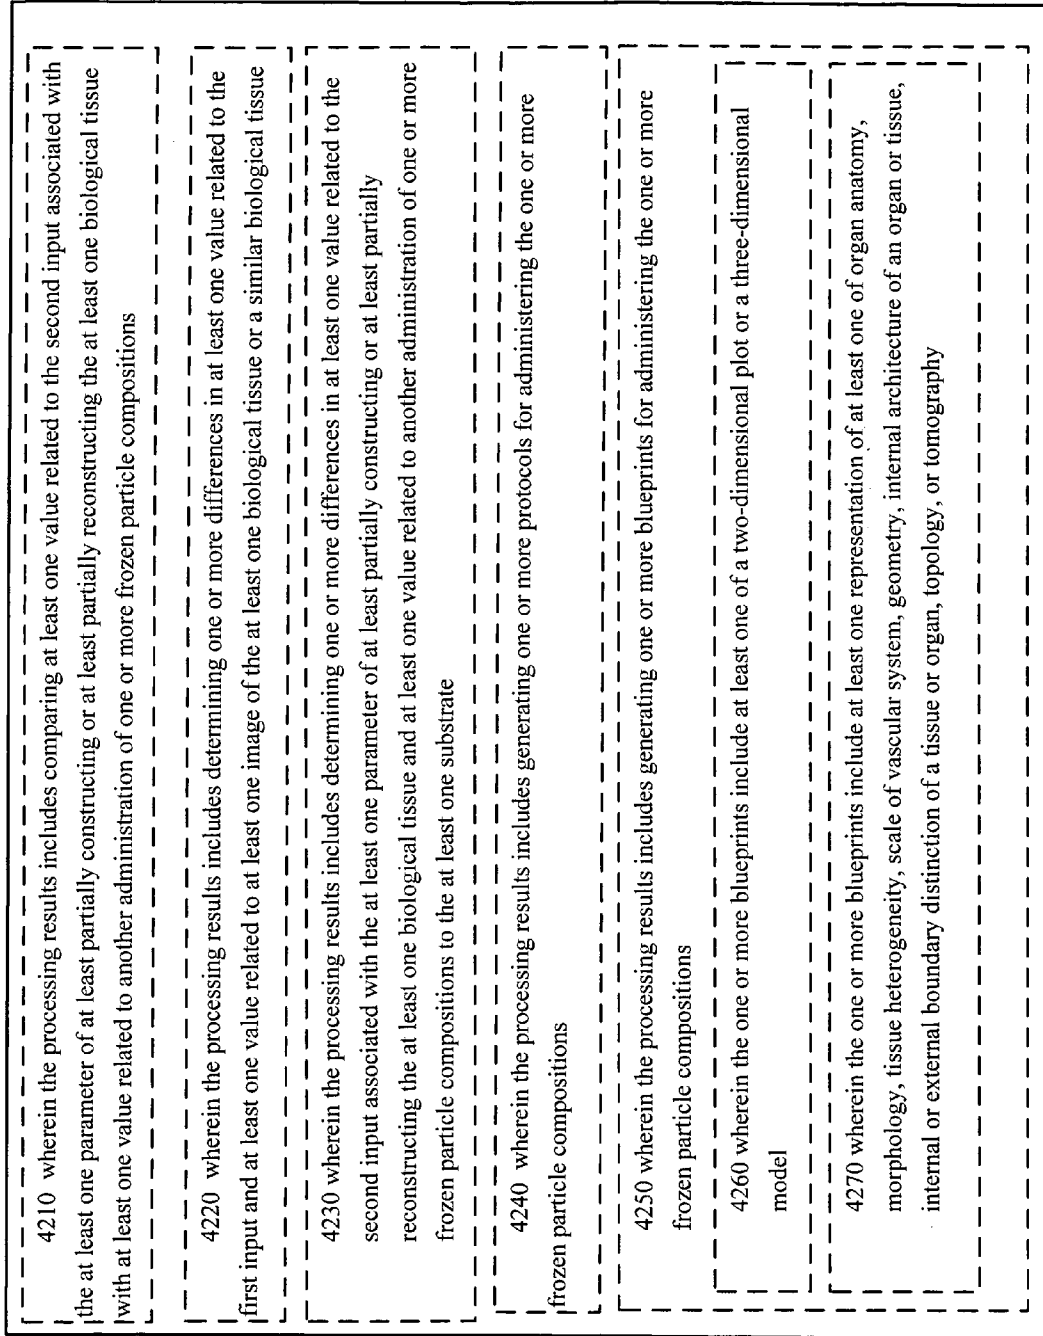 4210 wherein the processing results includes comparing at least one value related to the second input associated with
the at least one parameter of at least partially constructing or at least partially reconstructing the at least one biological tissue
with at least one value related to another administration of one or more frozen particle compositions
4220 wherein the processing results includes determining one or more differences in at least one value related to the
first input and at least one value related to at least one image of the at least one biological tissue or a similar biological tissue
4230 wherein the processing results includes determining one or more differences in at least one value related to the
second input associated with the at least one parameter of at least partially constructing or at least partially
reconstructing the at least one biological tissue and at least one value related to another administration of one or more
frozen particle compositions to the at least one substrate
4240 wherein the processing results includes generating one or more protocols for administering the one or more
frozen particle compositions
4250 wherein the processing results includes generating one or more blueprints for administering the one or more
frozen particle compositions
4260 wherein the one or more blueprints include at least one of a two-dimensional plot or a three-dimensional
model
4270 wherein the one or more blueprints include at least one representation of at least one of organ anatomy,
morphology, tissue heterogeneity, scale of vascular system, geometry, internal architecture of an organ or tissue,
internal or external boundary distinction of a tissue or organ, topology, or tomography